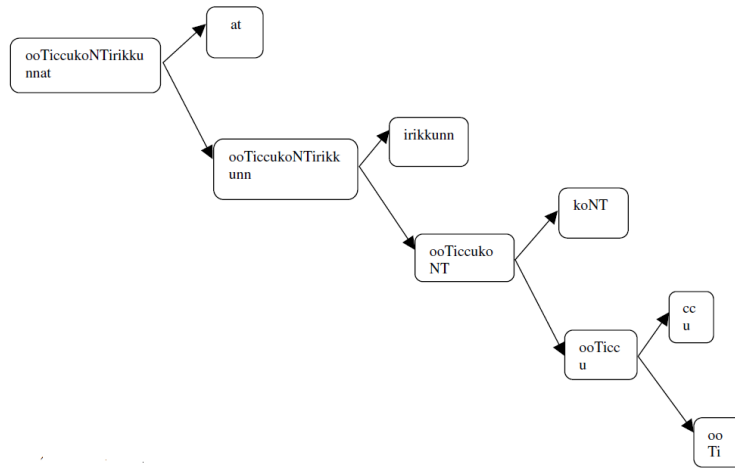 at
ooTiccukoNTirikku
nnat
irikkunn
ooTiccukoNTirikk
unn
koNT
ooTiccuko
NT
cc
u
ooTicc
u
oo
Ti